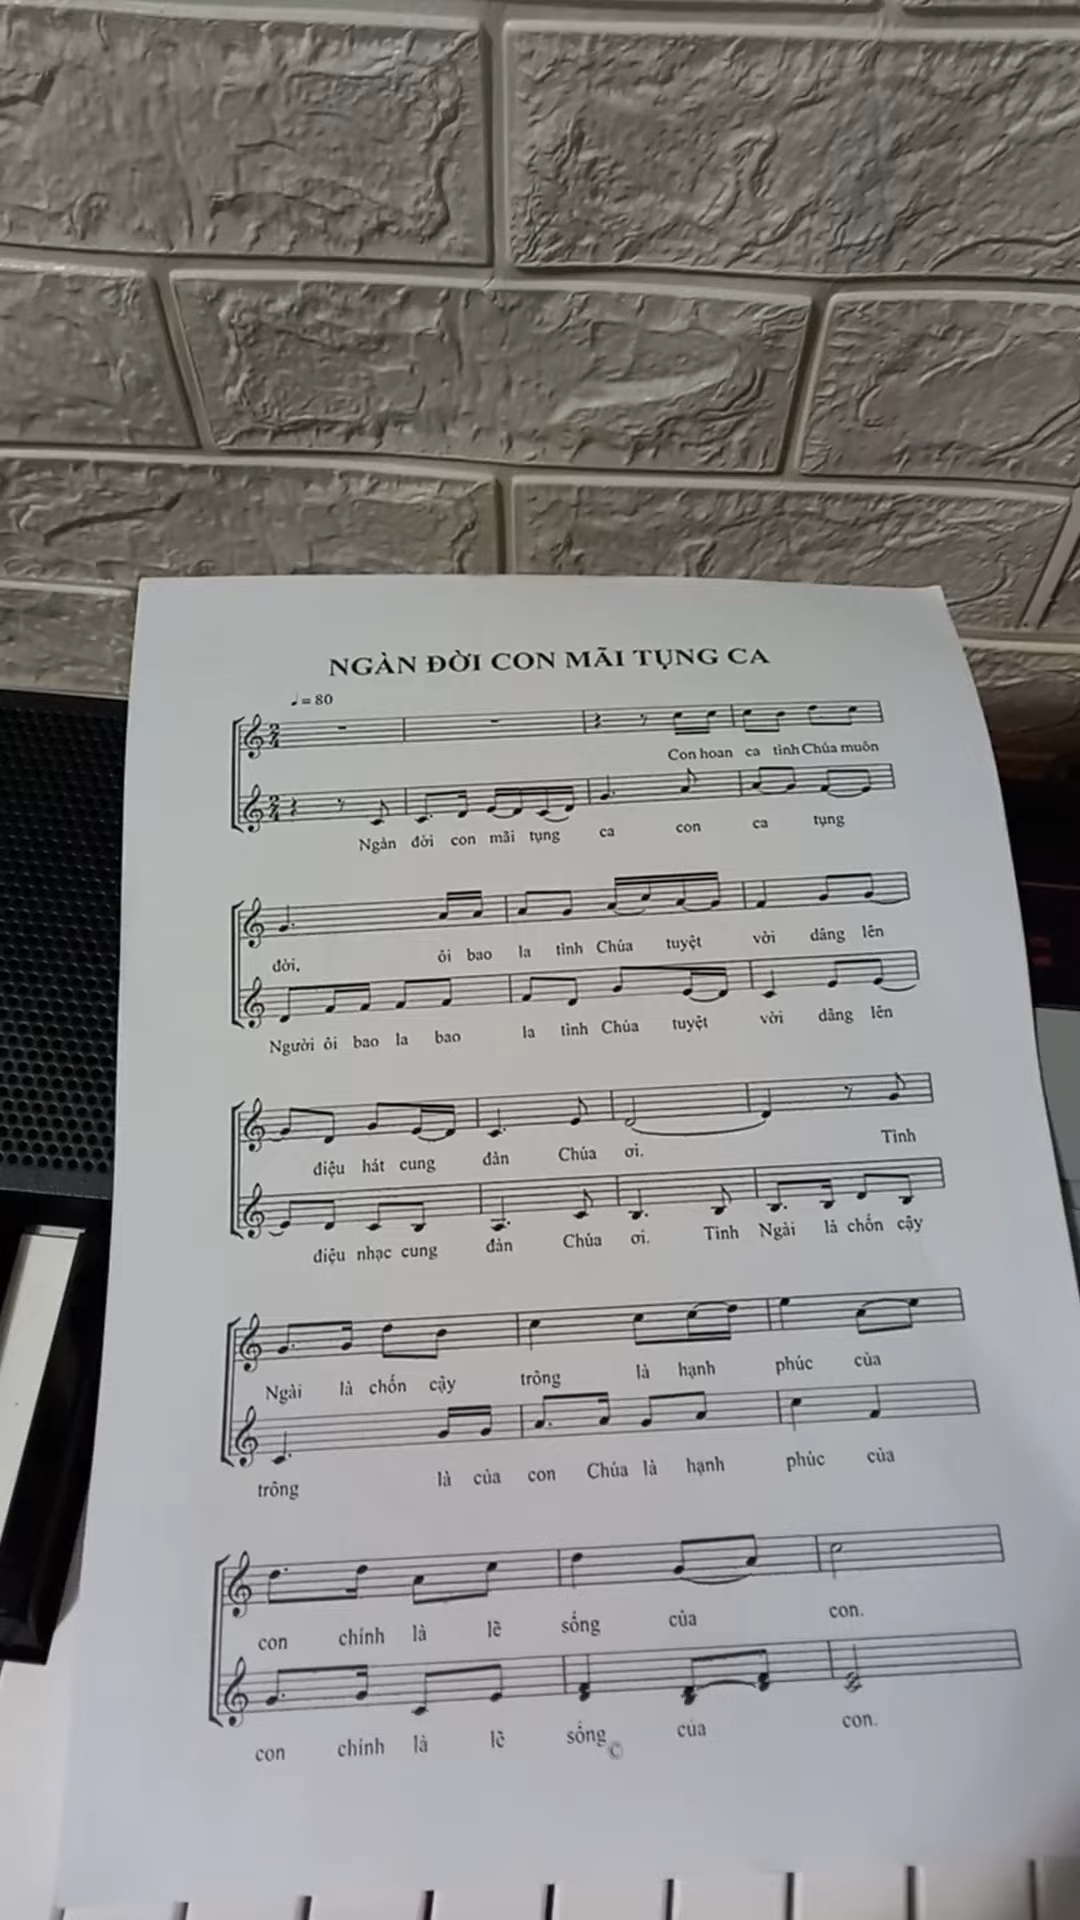 NGÀN ĐỜI CON MÃI TỤNG CA
♩ = 80
Con hoan ca tình Chúa muôn
Ngàn đời con mãi tụng ca con ca tụng
đời, ôi bao la tình Chúa tuyệt vời dâng lên
Người ôi bao la bao la tình Chúa tuyệt vời dâng lên
điệu hát cung đàn Chúa ơi. Tình
điệu nhạc cung đàn Chúa ơi. Tình Ngài là chốn cậy
Ngài là chốn cậy trông là hạnh phúc của
trông là của con Chúa là hạnh phúc của
con chính là lẽ sống của con.
con chính là lẽ sống của con.
©